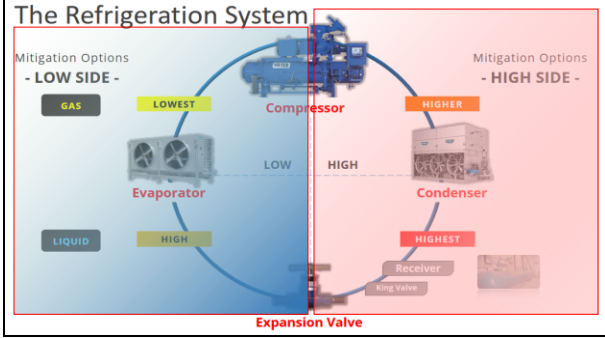 The Refrigeration System
Mitigation Options
- LOW SIDE -
Mitigation Options
- HIGH SIDE -
GAS
LOWEST
Compressor
HIGHER
LOW
HIGH
Evaporator
Condenser
LIQUID
HIGH
HIGHEST
Receiver
King Valve
Expansion Valve